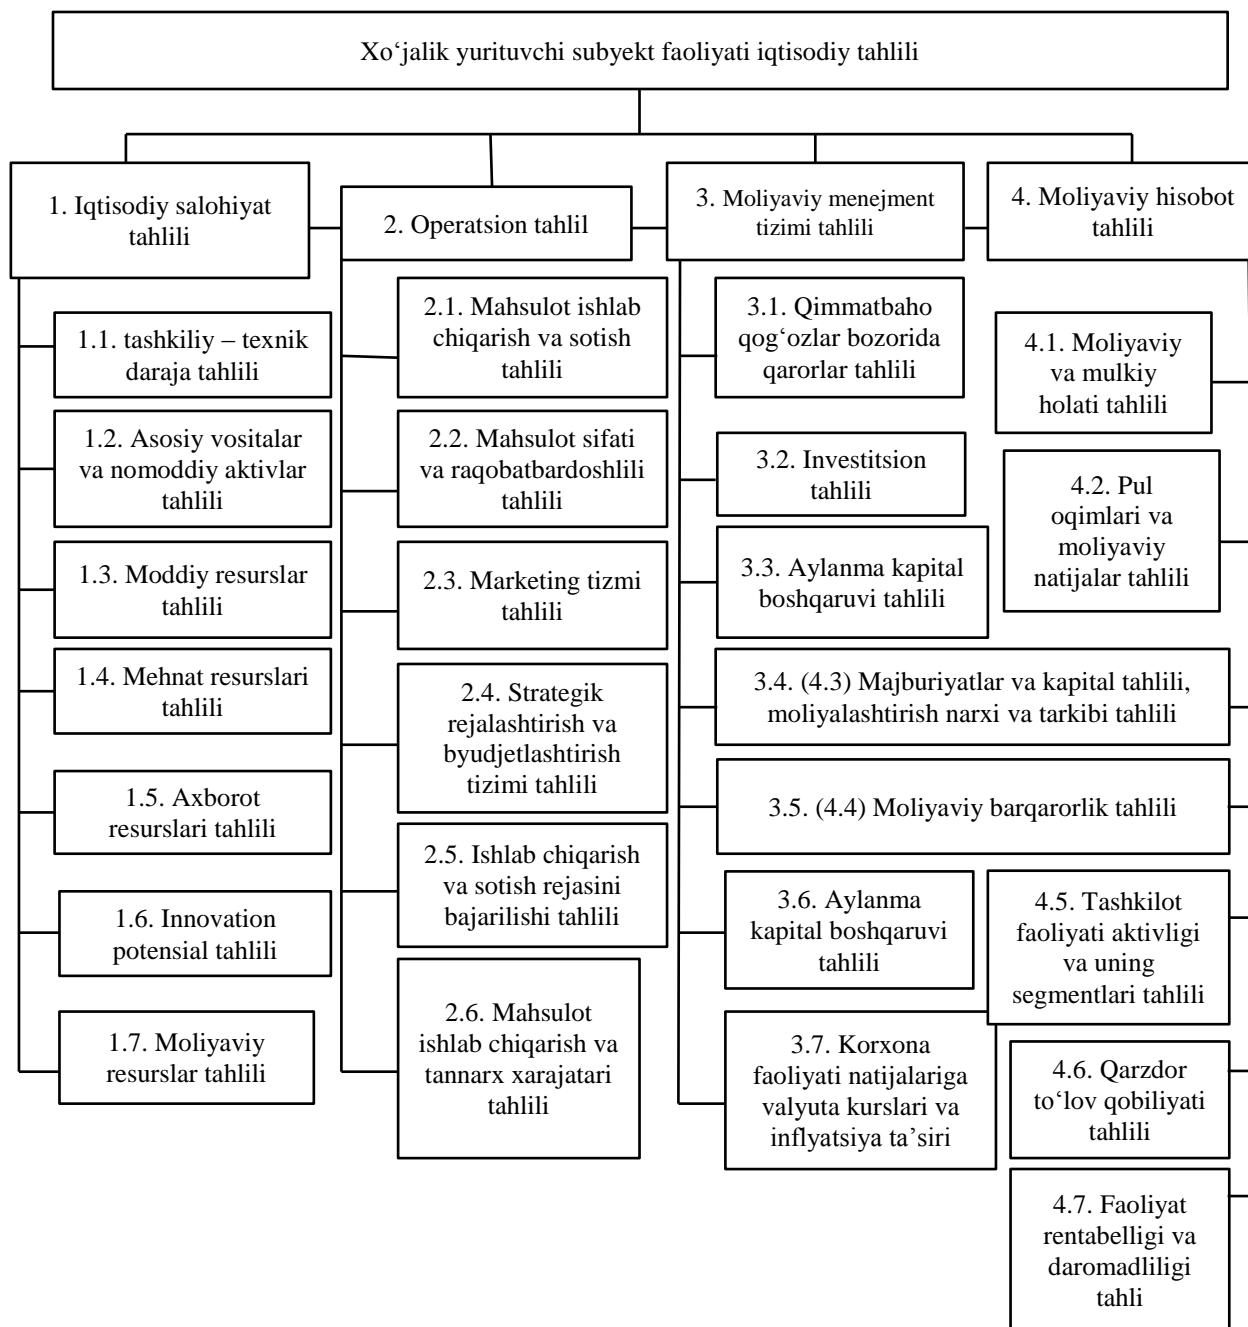 Xo‘jalik yurituvchi subyekt faoliyati iqtisodiy tahlili
1. Iqtisodiy salohiyat
tahlili
1.1. tashkiliy – texnik
daraja tahlili
1.2. Asosiy vositalar
va nomoddiy aktivlar
tahlili
1.3. Moddiy resurslar
tahlili
1.4. Mehnat resurslari
tahlili
1.5. Axborot
resurslari tahlili
1.6. Innovation
potensial tahlili
1.7. Moliyaviy
resurslar tahlili
2. Operatsion tahlil
2.1. Mahsulot ishlab
chiqarish va sotish
tahlili
2.2. Mahsulot sifati
va raqobatbardoshlili
tahlili
2.3. Marketing tizmi
tahlili
2.4. Strategik
rejalashtirish va
byudjetlashtirish
tizimi tahlili
2.5. Ishlab chiqarish
va sotish rejasini
bajarilishi tahlili
2.6. Mahsulot
ishlab chiqarish va
tannarx xarajatari
tahlili
3. Moliyaviy menejment
tizimi tahlili
3.1. Qimmatbaho
qog‘ozlar bozorida
qarorlar tahlili
3.2. Investitsion
tahlili
3.3. Aylanma kapital
boshqaruvi tahlili
3.4. (4.3) Majburiyatlar va kapital tahlili,
moliyalashtirish narxi va tarkibi tahlili
3.5. (4.4) Moliyaviy barqarorlik tahlili
3.6. Aylanma
kapital boshqaruvi
tahlili
3.7. Korxona
faoliyati natijalariga
valyuta kurslari va
inflyatsiya ta’siri
4. Moliyaviy hisobot
tahlili
4.1. Moliyaviy
va mulkiy
holati tahlili
4.2. Pul
oqimlari va
moliyaviy
natijalar tahlili
4.5. Tashkilot
faoliyati aktivligi
va uning
segmentlari tahlili
4.6. Qarzdor
to‘lov qobiliyati
tahlili
4.7. Faoliyat
rentabelligi va
daromadliligi
tahli